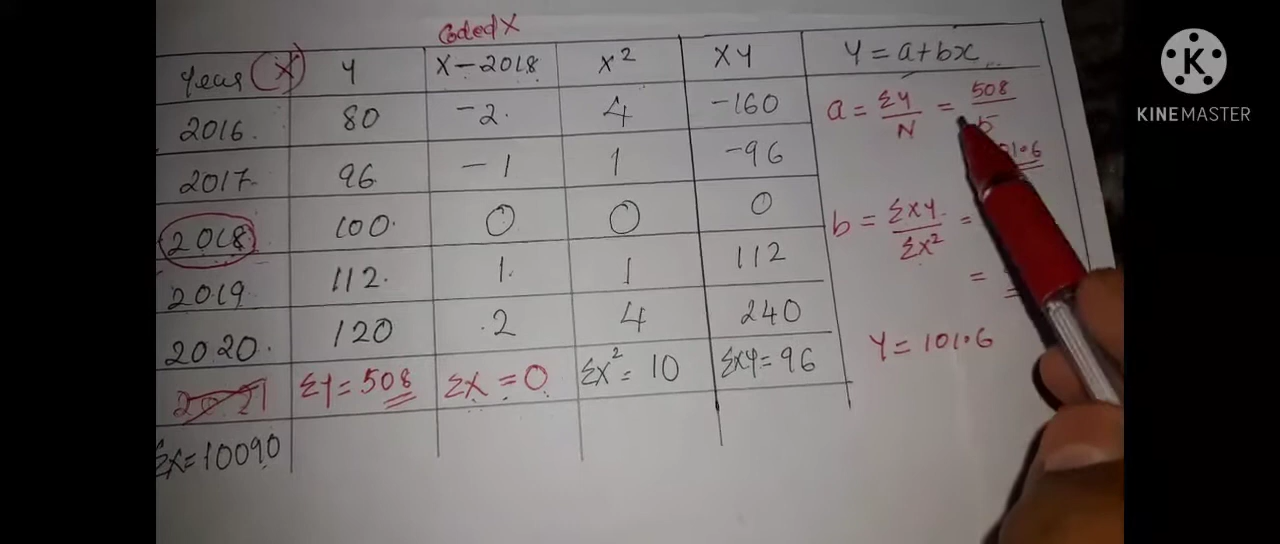 Coded X
Year (X) Y X-2018 X² XY Y = a+bx
2016. 80 -2. 4 -160 a = ΣY/N = 508/5
2017. 96 -1 1 -96
2018 100. 0 0 0 b = ΣXY/ΣX² =
2019 112. 1. 1 112 =
2020. 120 .2 4 240 Y = 101.6
2021 ΣY = 508 ΣX = 0 ΣX² = 10 ΣXY = 96
ΣX=10090
K
KINEMASTER